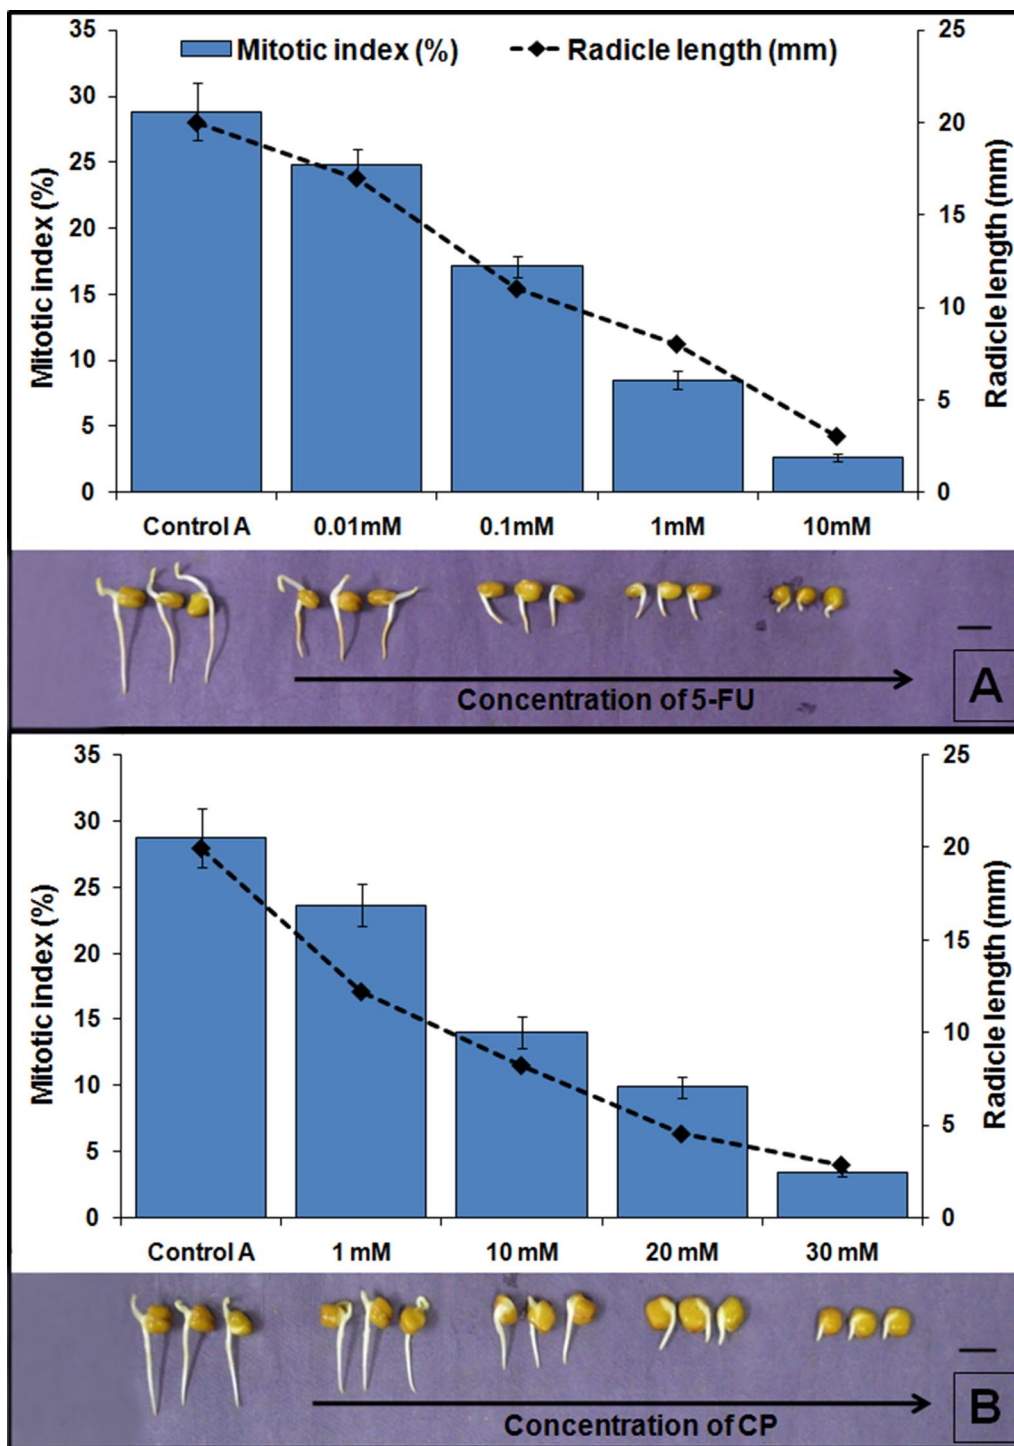 Mitotic index (%) Radicle length (mm)
35
30
25
20
15
10
5
0
Mitotic index (%)
25
20
15
10
5
0
Radicle length (mm)
Control A 0.01mM 0.1mM 1mM 10mM
Concentration of 5-FU
A
35
30
25
20
15
10
5
0
Mitotic index (%)
25
20
15
10
5
0
Radicle length (mm)
Control A 1 mM 10 mM 20 mM 30 mM
Concentration of CP
B